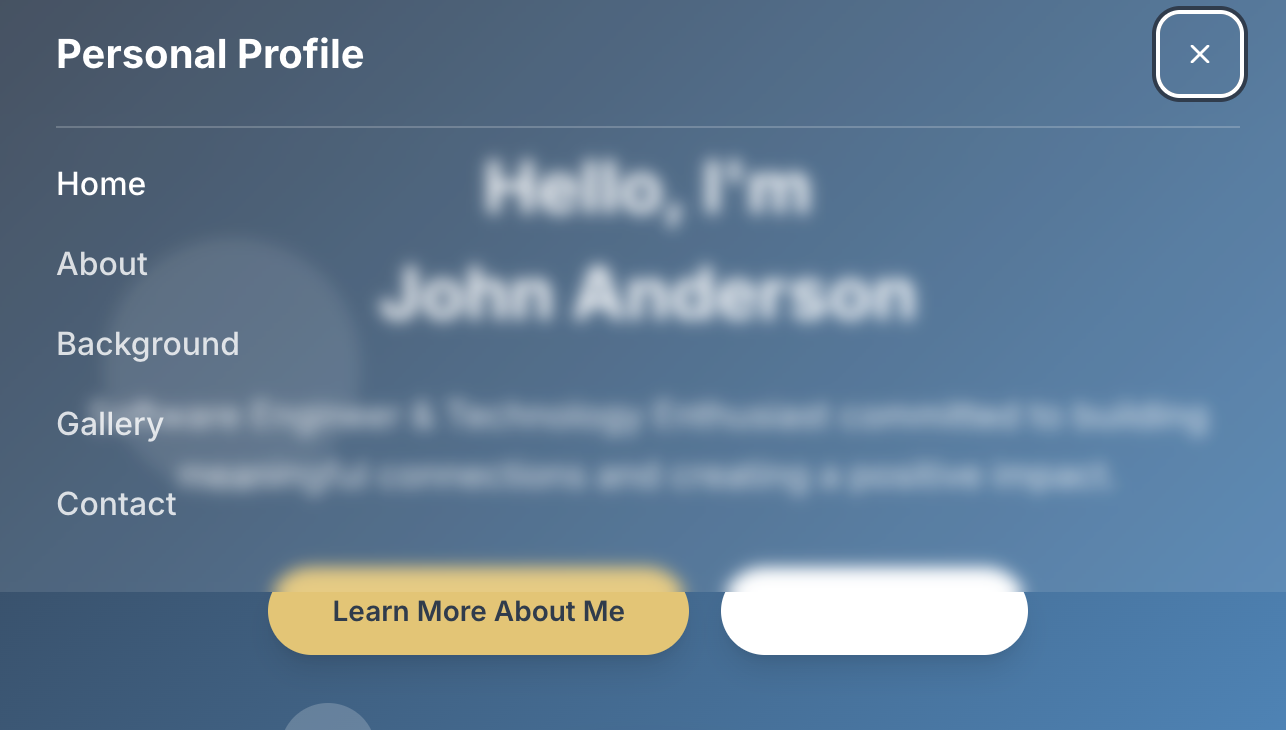 Personal Profile
Hello, I'm
Home
John Anderson
About
Background
Software Engineer & Technology Enthusiast committed to building
Gallery
meaningful connections and creating a positive impact.
Contact
Learn More About Me